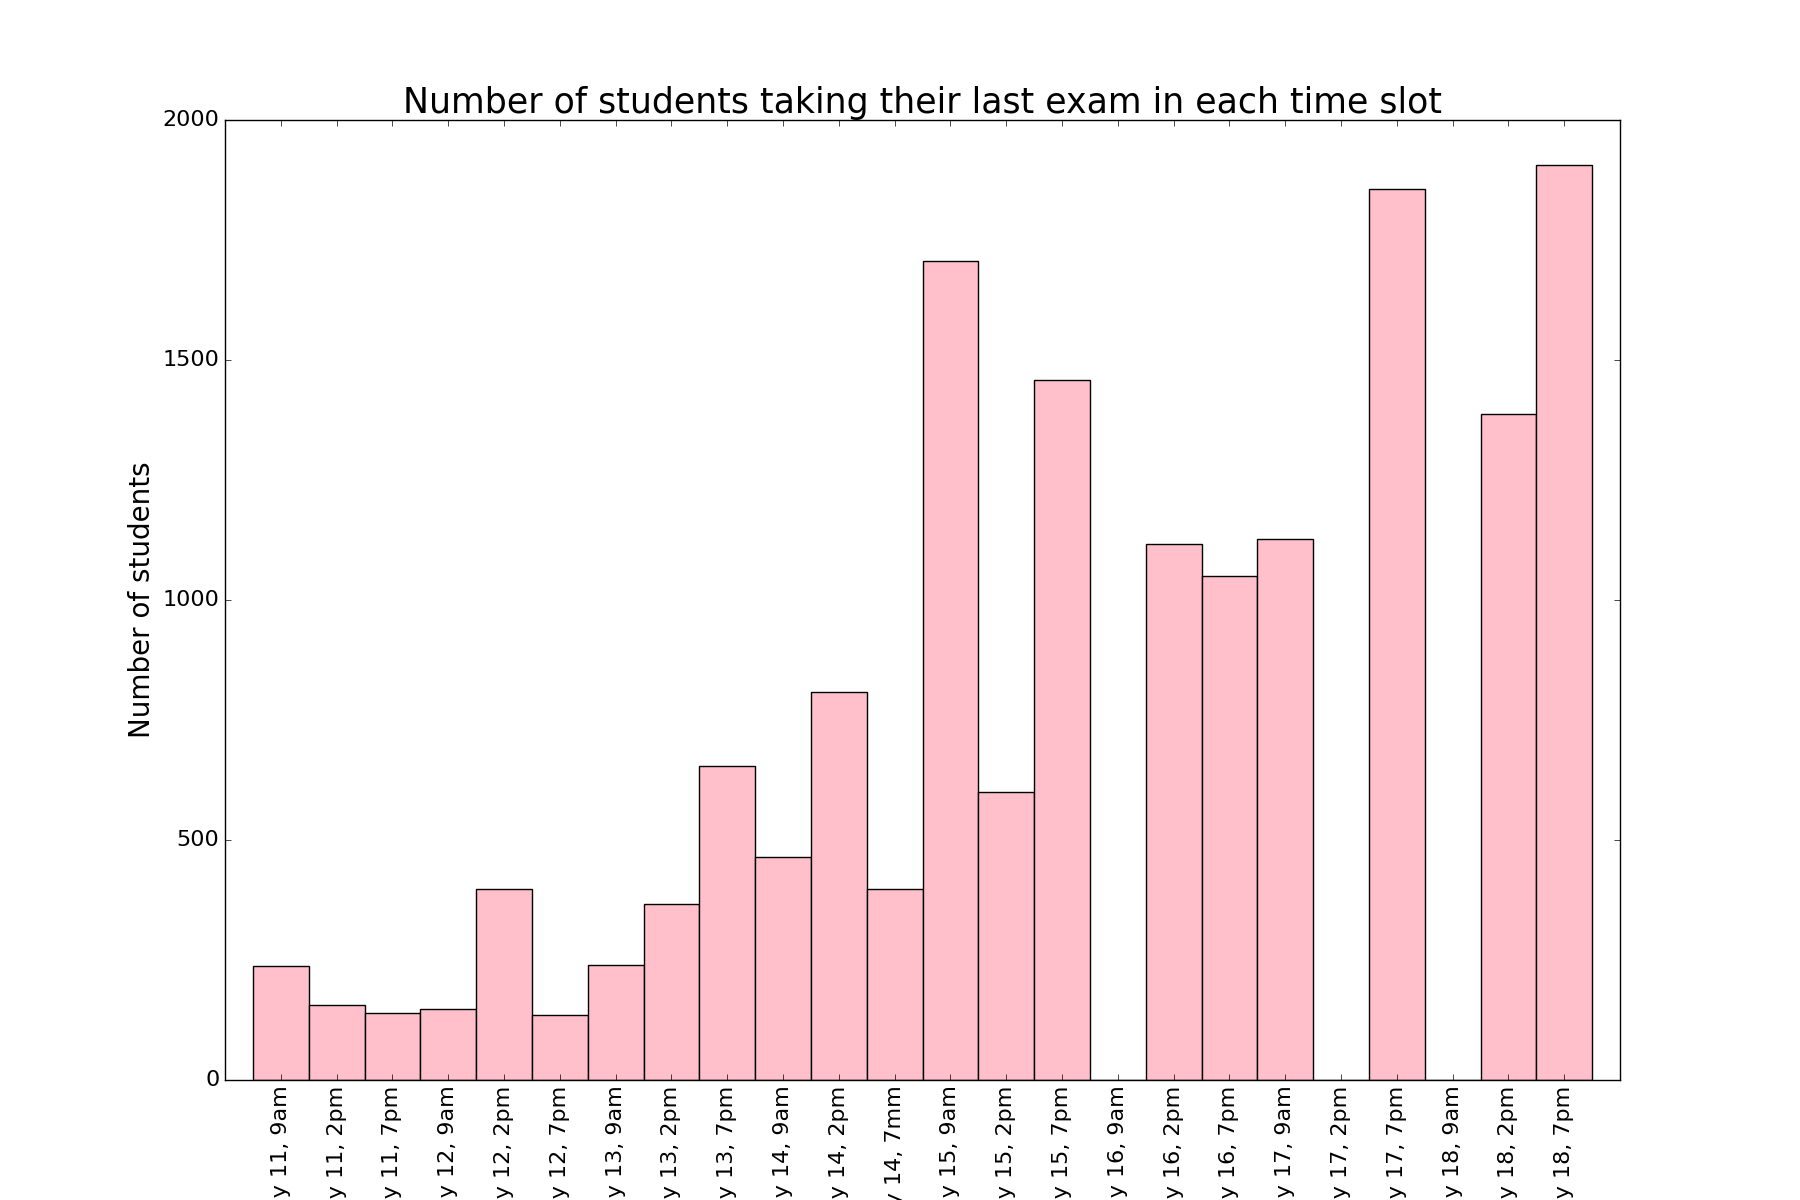 Number of students taking their last exam in each time slot
Number of students
2000
1500
1000
500
0
y 11, 9am
y 11, 2pm
y 11, 7pm
y 12, 9am
y 12, 2pm
y 12, 7pm
y 13, 9am
y 13, 2pm
y 13, 7pm
y 14, 9am
y 14, 2pm
y 14, 7mm
y 15, 9am
y 15, 2pm
y 15, 7pm
y 16, 9am
y 16, 2pm
y 16, 7pm
y 17, 9am
y 17, 2pm
y 17, 7pm
y 18, 9am
y 18, 2pm
y 18, 7pm